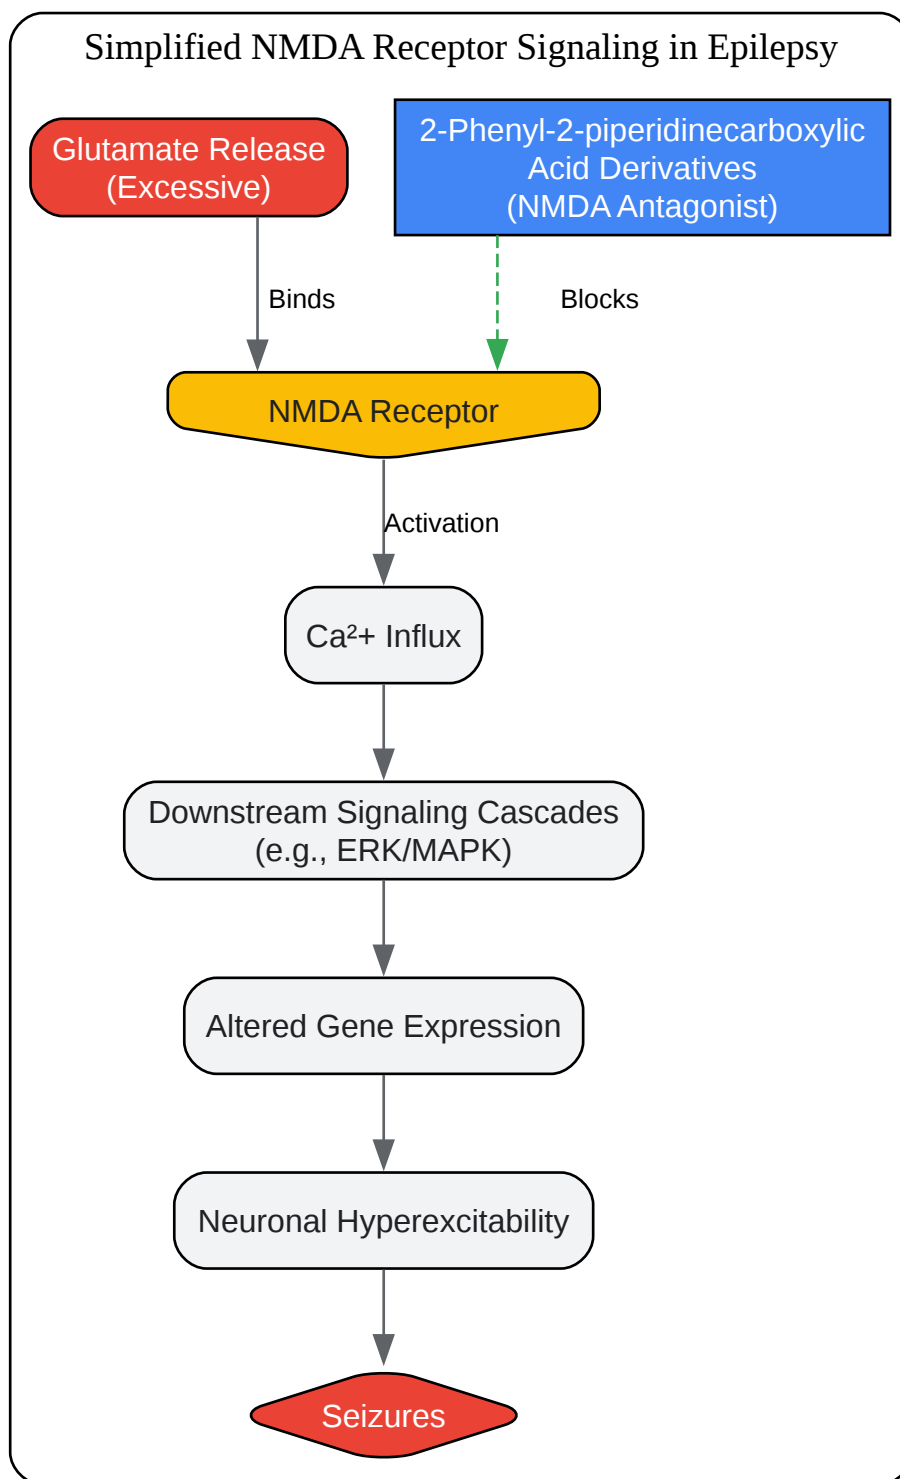 Simplified NMDA Receptor Signaling in Epilepsy
Glutamate Release
(Excessive)
2-Phenyl-2-piperidinecarboxylic
Acid Derivatives
(NMDA Antagonist)
Binds
Blocks
NMDA Receptor
Activation
Ca²+ Influx
Downstream Signaling Cascades
(e.g., ERK/MAPK)
Altered Gene Expression
Neuronal Hyperexcitability
Seizures